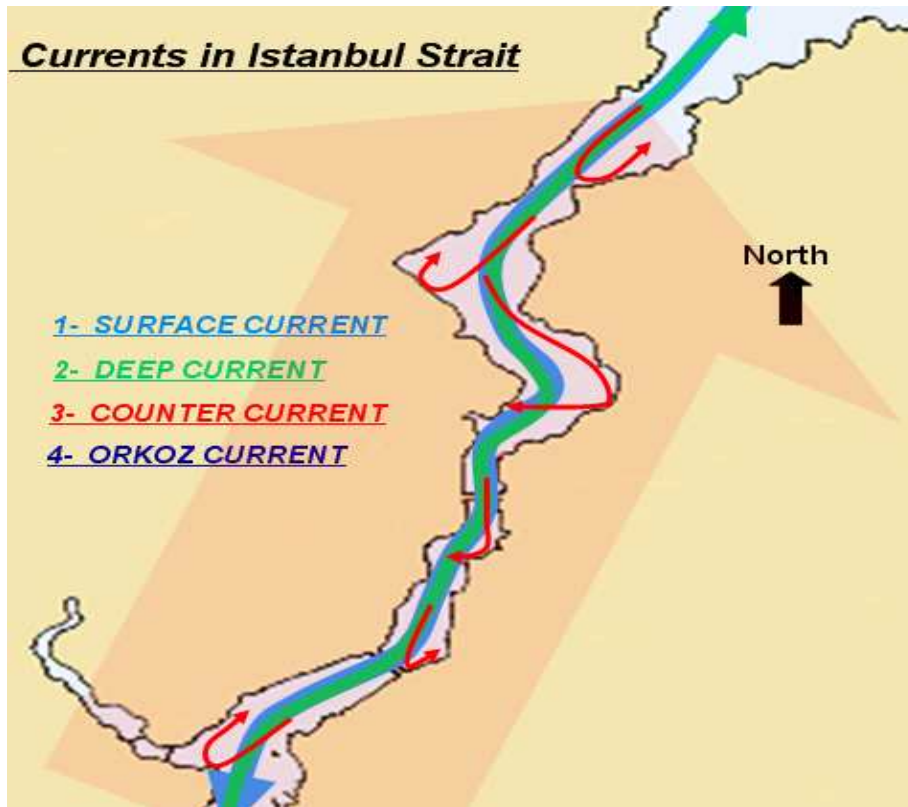 Currents in Istanbul Strait
North
1- SURFACE CURRENT
2- DEEP CURRENT
3- COUNTER CURRENT
4- ORKOZ CURRENT